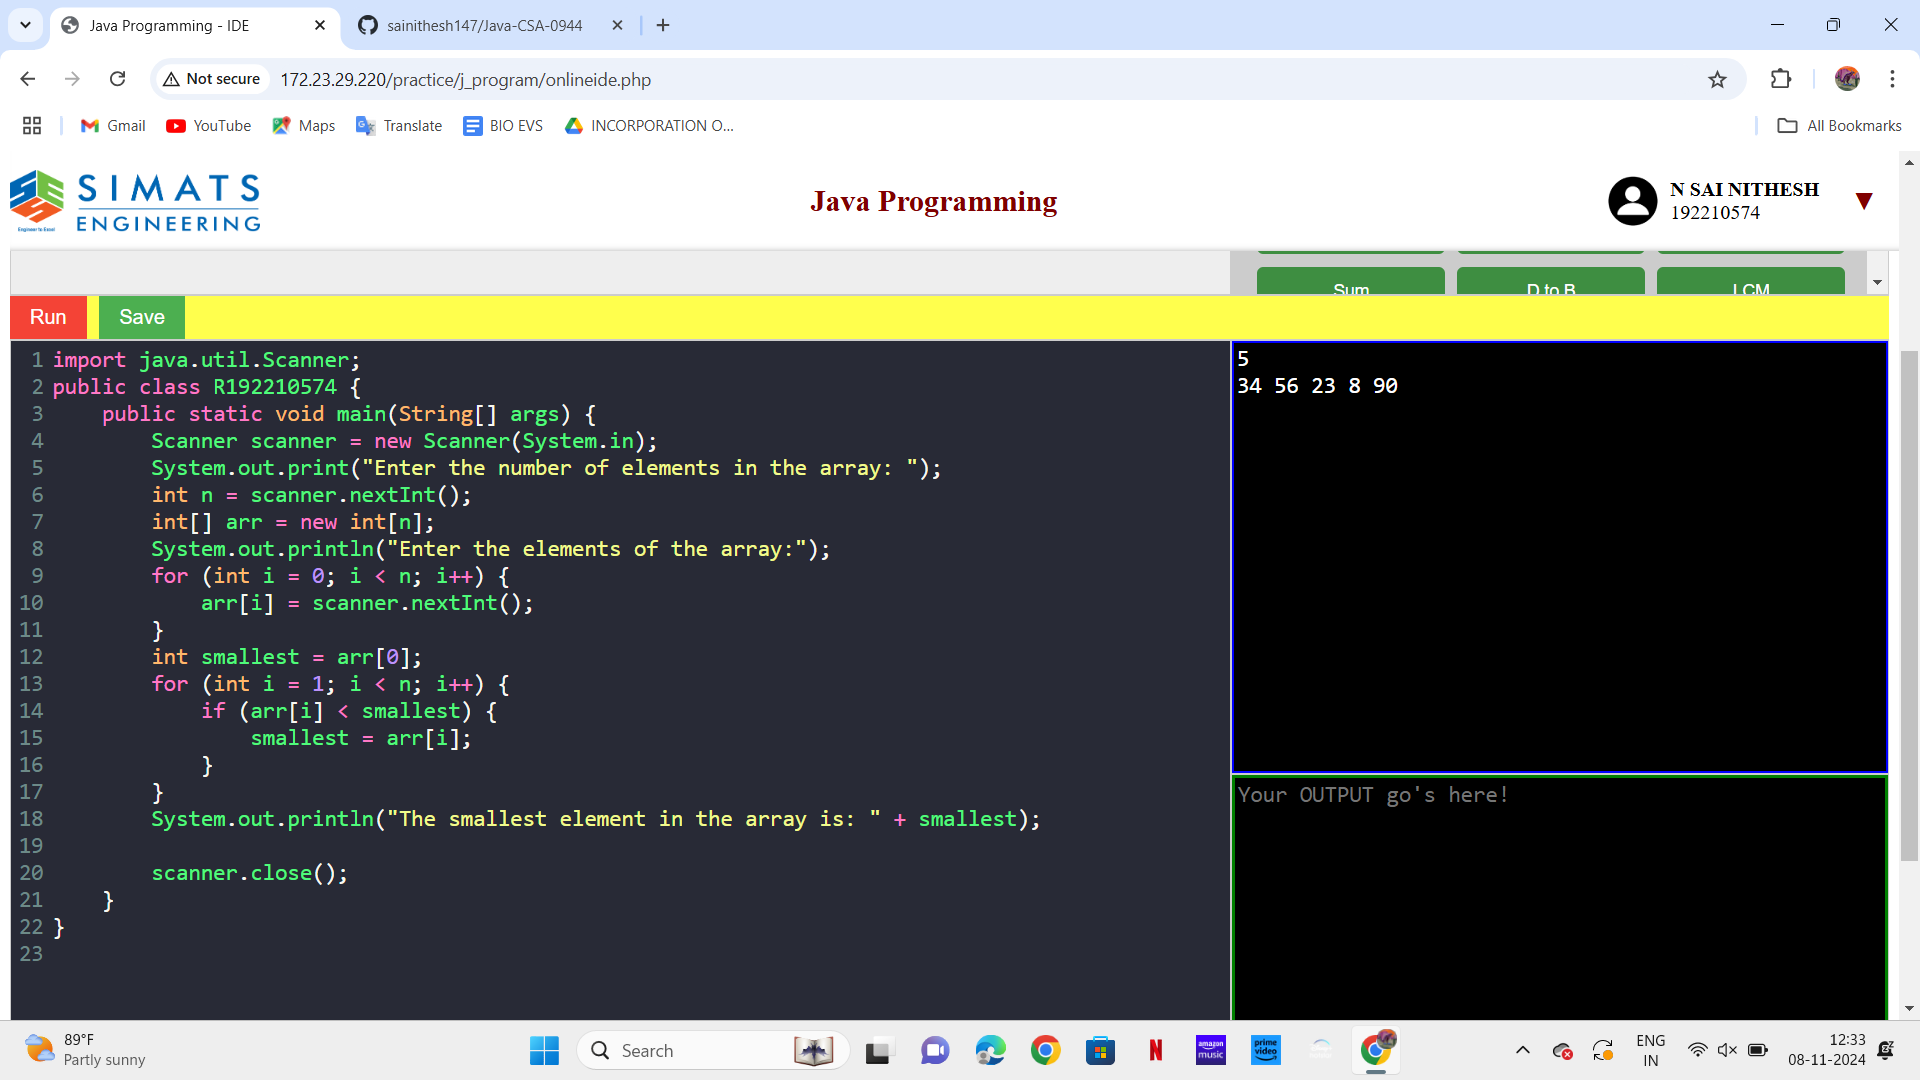 Java Programming - IDE
sainithesh147/Java-CSA-0944
Not secure
172.23.29.220/practice/j_program/onlineide.php
Gmail
YouTube
Maps
Translate
BIO EVS
INCORPORATION O...
All Bookmarks
SIMATS
ENGINEERING
Engineer to Excel
Java Programming
N SAI NITHESH
192210574
Sum
D to B
LCM
Run
Save
1 import java.util.Scanner;
2 public class R192210574 {
3     public static void main(String[] args) {
4         Scanner scanner = new Scanner(System.in);
5         System.out.print("Enter the number of elements in the array: ");
6         int n = scanner.nextInt();
7         int[] arr = new int[n];
8         System.out.println("Enter the elements of the array:");
9         for (int i = 0; i < n; i++) {
10             arr[i] = scanner.nextInt();
11         }
12         int smallest = arr[0];
13         for (int i = 1; i < n; i++) {
14             if (arr[i] < smallest) {
15                 smallest = arr[i];
16             }
17         }
18         System.out.println("The smallest element in the array is: " + smallest);
19
20         scanner.close();
21     }
22 }
23
5
34 56 23 8 90
Your OUTPUT go's here!
89°F
Partly sunny
Search
N
amazon
music
prime
video
ENG
IN
12:33
08-11-2024